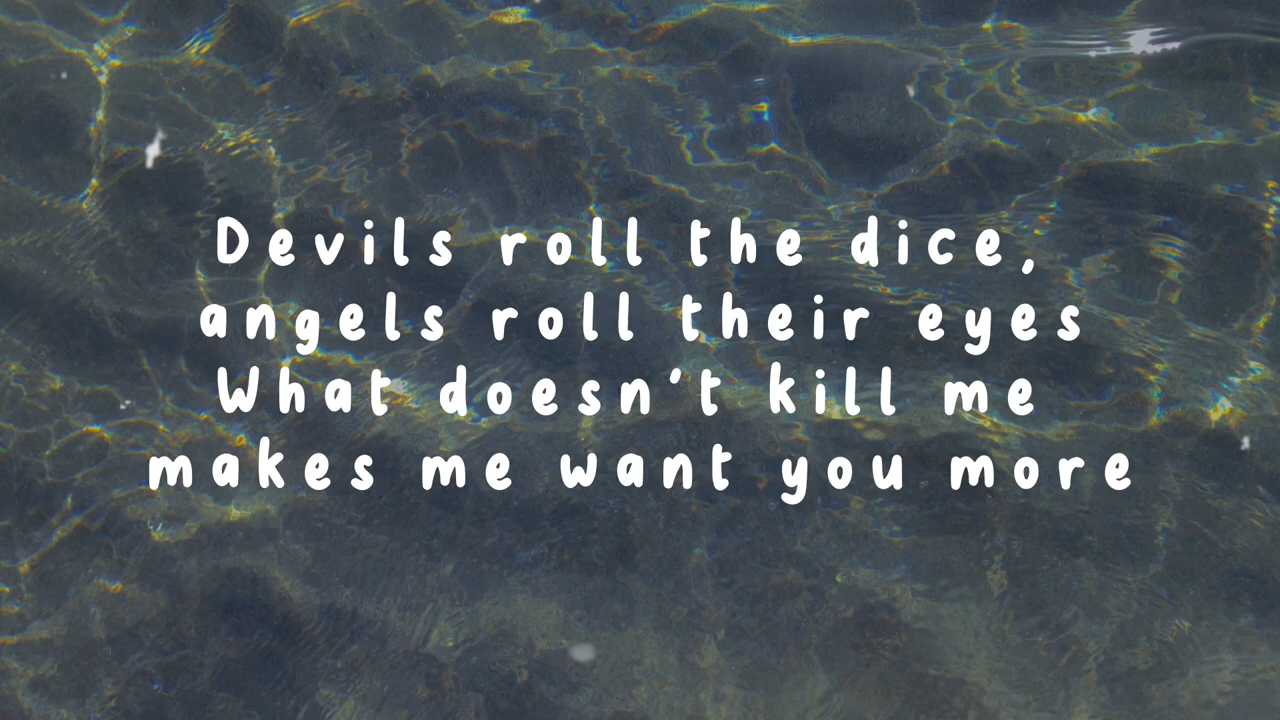 Devils roll the dice,
angels roll their eyes
What doesn't kill me
makes me want you more